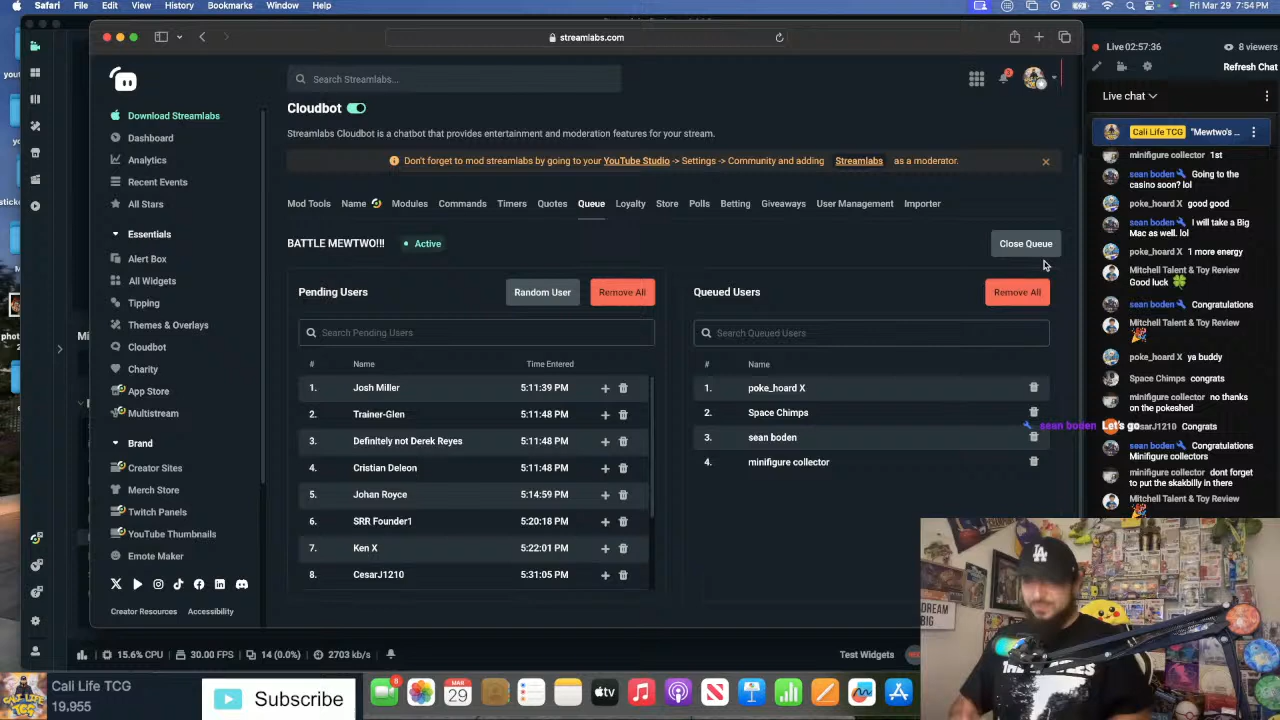 Safari File Edit View History Bookmarks Window Help
Fri Mar 29 7:54 PM
streamlabs.com
Live 02:57:36
8 viewers
Refresh Chat
Live chat
Search Streamlabs...
Cloudbot
Streamlabs Cloudbot is a chatbot that provides entertainment and moderation features for your stream.
Don't forget to mod streamlabs by going to your YouTube Studio -> Settings -> Community and adding Streamlabs as a moderator.
Mod Tools Name Modules Commands Timers Quotes Queue Loyalty Store Polls Betting Giveaways User Management Importer
BATTLE MEWTWO!!! • Active
Close Queue
Pending Users
Random User
Remove All
Search Pending Users
# Name Time Entered
1. Josh Miller 5:11:39 PM
2. Trainer-Glen 5:11:48 PM
3. Definitely not Derek Reyes 5:11:48 PM
4. Cristian Deleon 5:11:48 PM
5. Johan Royce 5:14:59 PM
6. SRR Founder1 5:20:18 PM
7. Ken X 5:22:01 PM
8. CesarJ1210 5:31:05 PM
Queued Users
Remove All
Search Queued Users
# Name
1. poke_hoard X
2. Space Chimps
3. sean boden
4. minifigure collector
Download Streamlabs
Dashboard
Analytics
Recent Events
All Stars
Essentials
Alert Box
All Widgets
Tipping
Themes & Overlays
Cloudbot
Charity
App Store
Multistream
Brand
Creator Sites
Merch Store
Twitch Panels
YouTube Thumbnails
Emote Maker
Creator Resources Accessibility
Cali Life TCG "Mewtwo's ...
minifigure collector 1st
sean boden Going to the
casino soon? lol
poke_hoard X good good
sean boden I will take a Big
Mac as well. lol
poke_hoard X 1 more energy
Mitchell Talent & Toy Review
Good luck
sean boden Congratulations
Mitchell Talent & Toy Review
poke_hoard X ya buddy
Space Chimps congrats
minifigure collector no thanks
on the pokeshed
CesarJ1210 Congrats
sean boden Let's go
sean boden Congratulations
Minifigure collectors
minifigure collector dont forget
to put the skakbilly in there
Mitchell Talent & Toy Review
15.6% CPU 30.00 FPS 14 (0.0%) 2703 kb/s
Test Widgets
Cali Life TCG
19,955
Subscribe
8
MAR
29
LA
DREAM
BIG